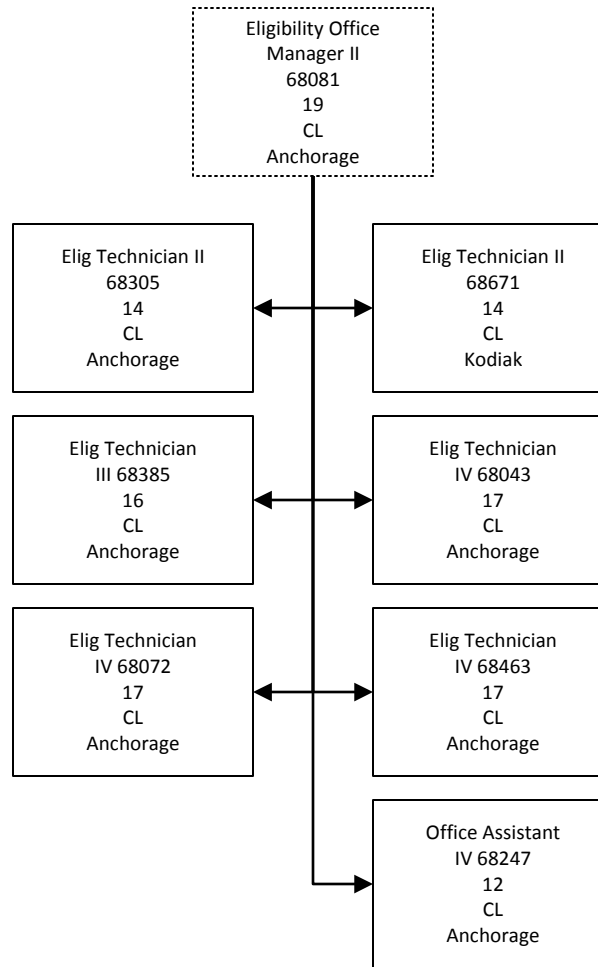 Eligibility Office
Manager II
68081
19
CL
Anchorage
Elig Technician II
68305
14
CL
Anchorage
Elig Technician II
68671
14
CL
Kodiak
Elig Technician
III 68385
16
CL
Anchorage
Elig Technician
IV 68043
17
CL
Anchorage
Elig Technician
IV 68072
17
CL
Anchorage
Elig Technician
IV 68463
17
CL
Anchorage
Office Assistant
IV 68247
12
CL
Anchorage